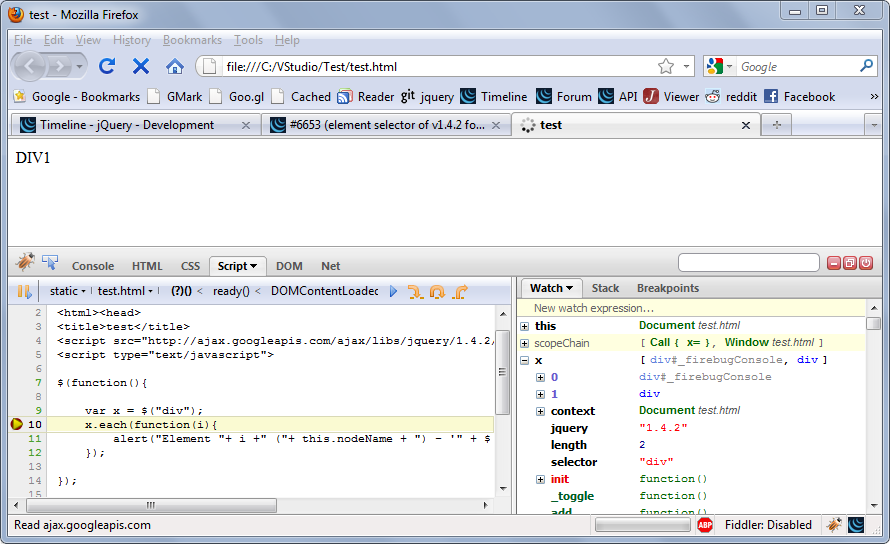 test - Mozilla Firefox
File Edit View History Bookmarks Tools Help
file:///C:/VStudio/Test/test.html Google
Google - Bookmarks GMark Goo.gl Cached Reader git jquery Timeline Forum API Viewer reddit Facebook »
Timeline - jQuery - Development #6653 (element selector of v1.4.2 fo... test
DIV1
Console HTML CSS Script DOM Net
static test.html (?)() < ready() < DOMContentLoaded
Watch Stack Breakpoints
2 <html><head>
3 <title>test</title>
4 <script src="http://ajax.googleapis.com/ajax/libs/jquery/1.4.2/
5 <script type="text/javascript">
6
7 $(function(){
8
9 var x = $("div");
10 x.each(function(i){
11 alert("Element "+ i +" ("+ this.nodeName + ") - '" + $
12 });
13
14 });
15
New watch expression...
this Document test.html
scopeChain [ Call { x= }, Window test.html ]
x [ div#_firebugConsole, div ]
0 div#_firebugConsole
1 div
context Document test.html
jquery "1.4.2"
length 2
selector "div"
init function()
_toggle function()
add function()
Read ajax.googleapis.com ABP Fiddler: Disabled